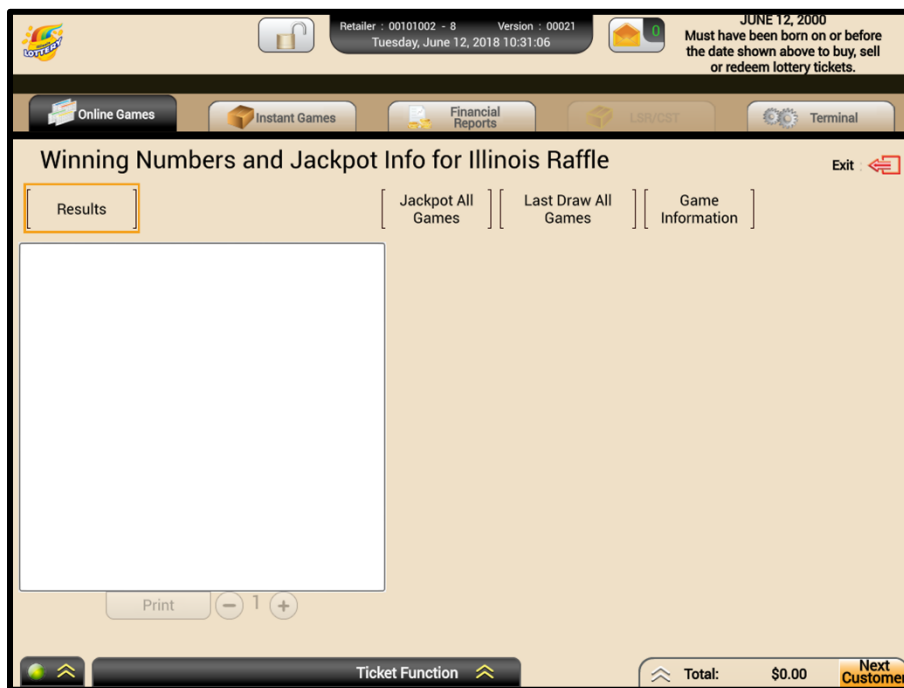 LOTTERY
Retailer : 00101002 - 8 Version : 00021
Tuesday, June 12, 2018 10:31:06
0
JUNE 12, 2000
Must have been born on or before
the date shown above to buy, sell
or redeem lottery tickets.
Online Games
Instant Games
Financial
Reports
LSR/CST
Terminal
Winning Numbers and Jackpot Info for Illinois Raffle
Exit
Results
Jackpot All
Games
Last Draw All
Games
Game
Information
Print
1
Ticket Function
Total: $0.00
Next
Customer